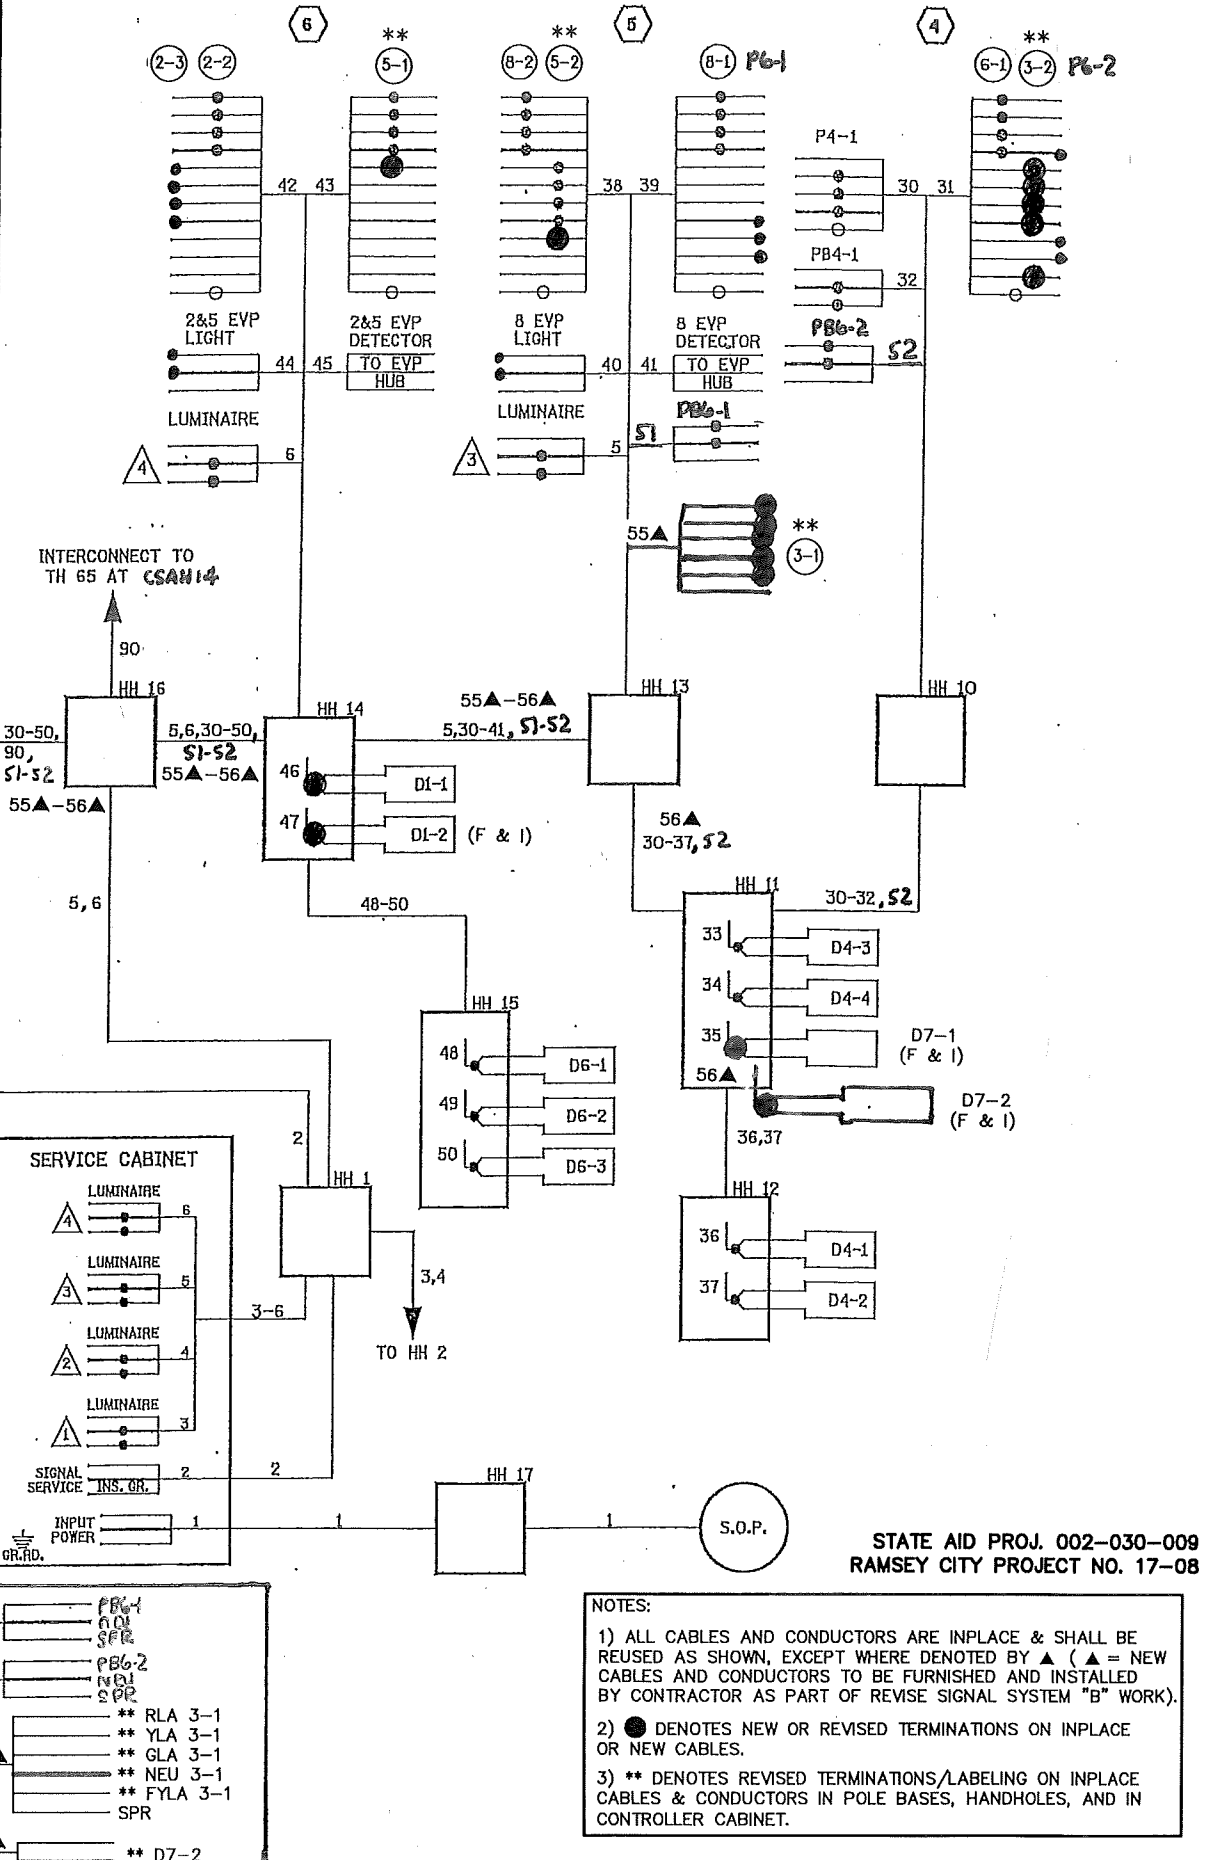 6
5
4
**
**
**
2-3 2-2
5-1
8-2 5-2
8-1 P6-1
6-1 3-2 P6-2
P4-1
42 43
38 39
30 31
PB4-1
32
2&5 EVP
LIGHT
2&5 EVP
DETECTOR
8 EVP
LIGHT
8 EVP
DETECTOR
PB6-2
52
44 45
TO EVP
HUB
40 41
TO EVP
HUB
LUMINAIRE
LUMINAIRE
PB6-1
51
4
6
3
5
55▲
**
3-1
INTERCONNECT TO
TH 65 AT CSAH 14
90
HH 16
HH 14
55▲-56▲
HH 13
HH 10
30-50,
90,
51-52
55▲-56▲
5,6,30-50,
51-52
55▲-56▲
5,30-41, 51-52
46
D1-1
47
D1-2 (F & I)
56▲
30-37,52
5,6
48-50
HH 11
30-32,52
33
D4-3
34
D4-4
35
D7-1
(F & I)
56▲
D7-2
(F & I)
36,37
HH 15
48
D6-1
49
D6-2
50
D6-3
2
HH 12
36
D4-1
37
D4-2
SERVICE CABINET
HH 1
LUMINAIRE
4
6
LUMINAIRE
3
5
3-6
3,4
TO HH 2
LUMINAIRE
2
4
LUMINAIRE
1
3
SIGNAL
SERVICE
INS. GR.
2
2
HH 17
INPUT
POWER
1
1
1
S.O.P.
GR.RD.
STATE AID PROJ. 002-030-009
RAMSEY CITY PROJECT NO. 17-08
PB6-1
SPR
PB6-2
NEU
SPR
** RLA 3-1
** YLA 3-1
** GLA 3-1
** NEU 3-1
** FYLA 3-1
SPR
** D7-2
NOTES:
1) ALL CABLES AND CONDUCTORS ARE INPLACE & SHALL BE
REUSED AS SHOWN, EXCEPT WHERE DENOTED BY ▲ ( ▲ = NEW
CABLES AND CONDUCTORS TO BE FURNISHED AND INSTALLED
BY CONTRACTOR AS PART OF REVISE SIGNAL SYSTEM "B" WORK).
2) ● DENOTES NEW OR REVISED TERMINATIONS ON INPLACE
OR NEW CABLES.
3) ** DENOTES REVISED TERMINATIONS/LABELING ON INPLACE
CABLES & CONDUCTORS IN POLE BASES, HANDHOLES, AND IN
CONTROLLER CABINET.